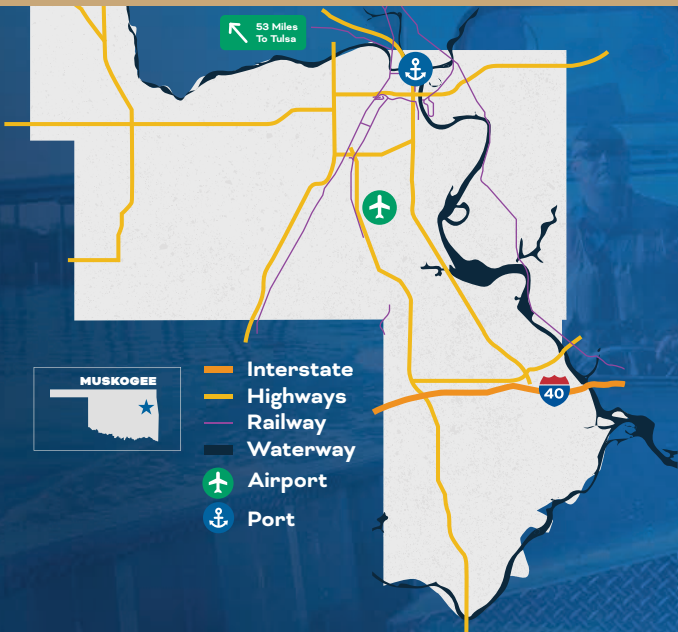 53 Miles
To Tulsa
MUSKOGEE
Interstate
Highways
Railway
Waterway
Airport
Port
40